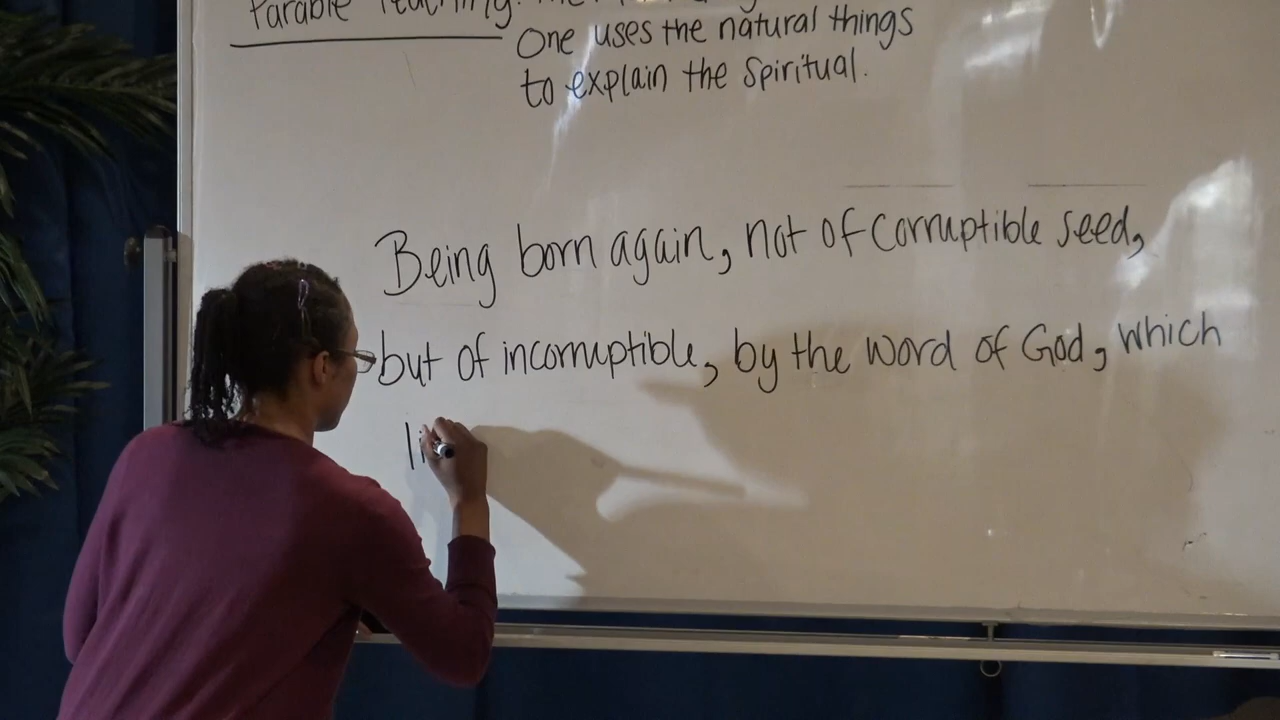 Parable Teaching:
One uses the natural things
to explain the Spiritual.
Being born again, not of corruptible seed,
but of incorruptible, by the word of God, which
li